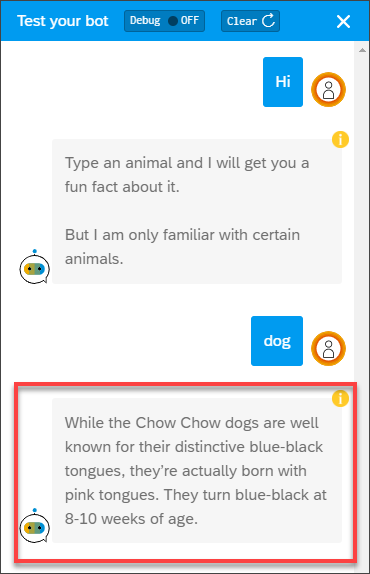 Test your bot Debug OFF Clear
Hi
Type an animal and I will get you a
fun fact about it.
But I am only familiar with certain
animals.
dog
While the Chow Chow dogs are well
known for their distinctive blue-black
tongues, they’re actually born with
pink tongues. They turn blue-black at
8-10 weeks of age.